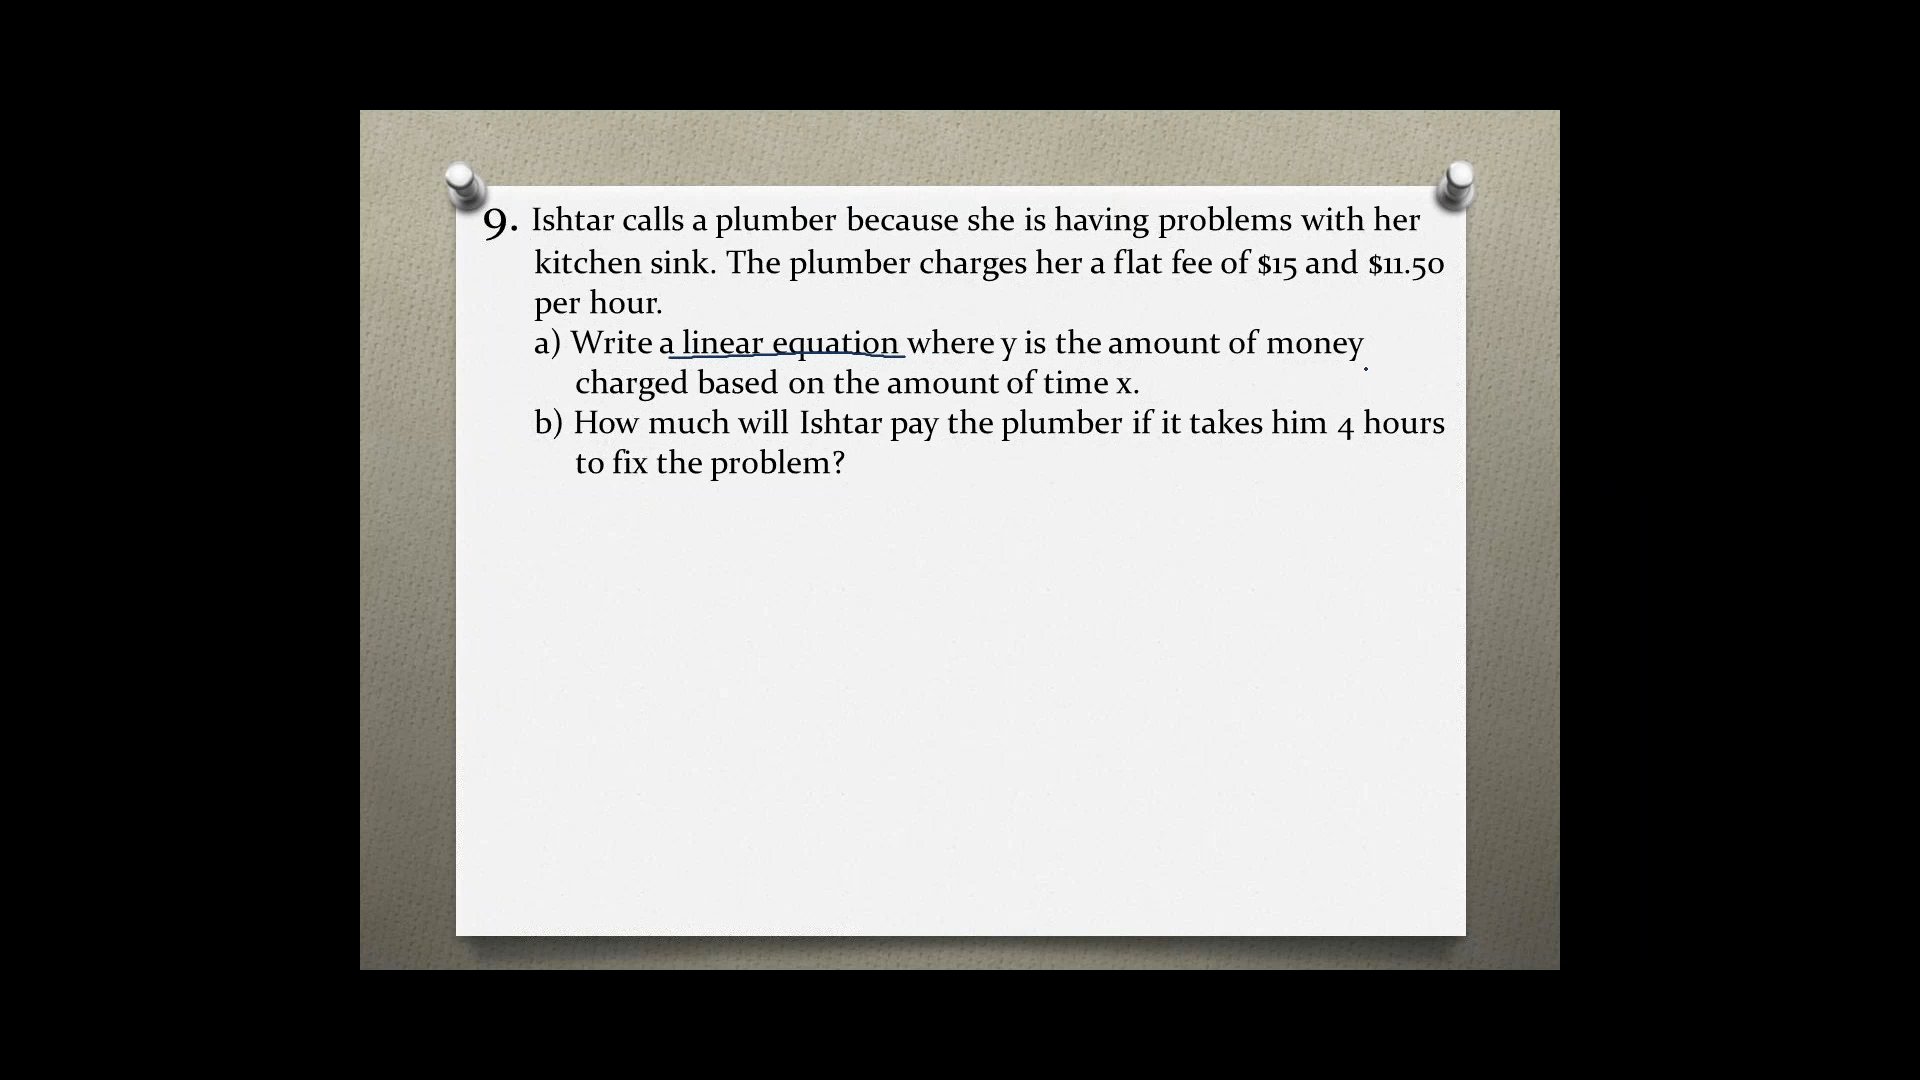 9. Ishtar calls a plumber because she is having problems with her
kitchen sink. The plumber charges her a flat fee of $15 and $11.50
per hour.
a) Write a linear equation where y is the amount of money
charged based on the amount of time x.
b) How much will Ishtar pay the plumber if it takes him 4 hours
to fix the problem?